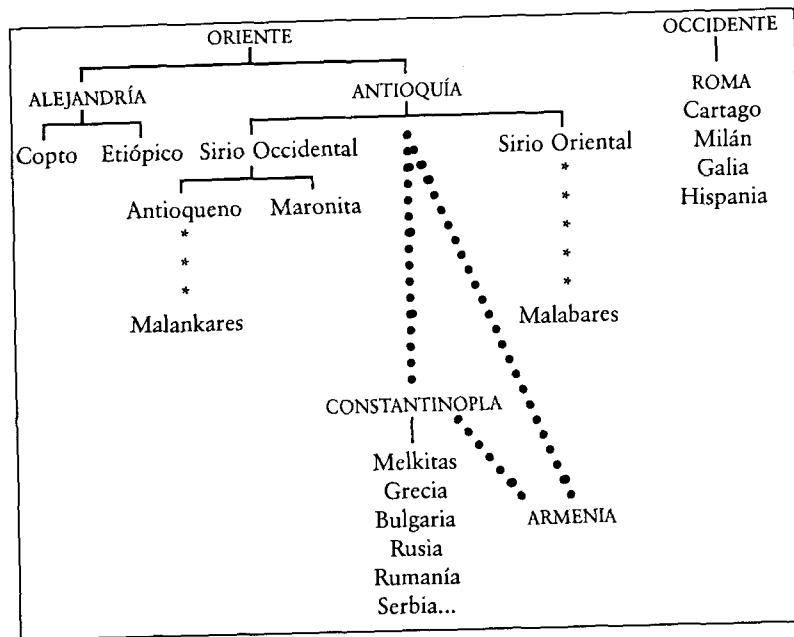 ORIENTE
OCCIDENTE
ALEJANDRÍA
ANTIOQUÍA
ROMA
Cartago
Milán
Galia
Hispania
Copto
Etiópico
Sirio Occidental
Sirio Oriental
Antioqueno
Maronita
Malankares
Malabares
CONSTANTINOPLA
Melkitas
Grecia
Bulgaria
Rusia
Rumanía
Serbia...
ARMENIA